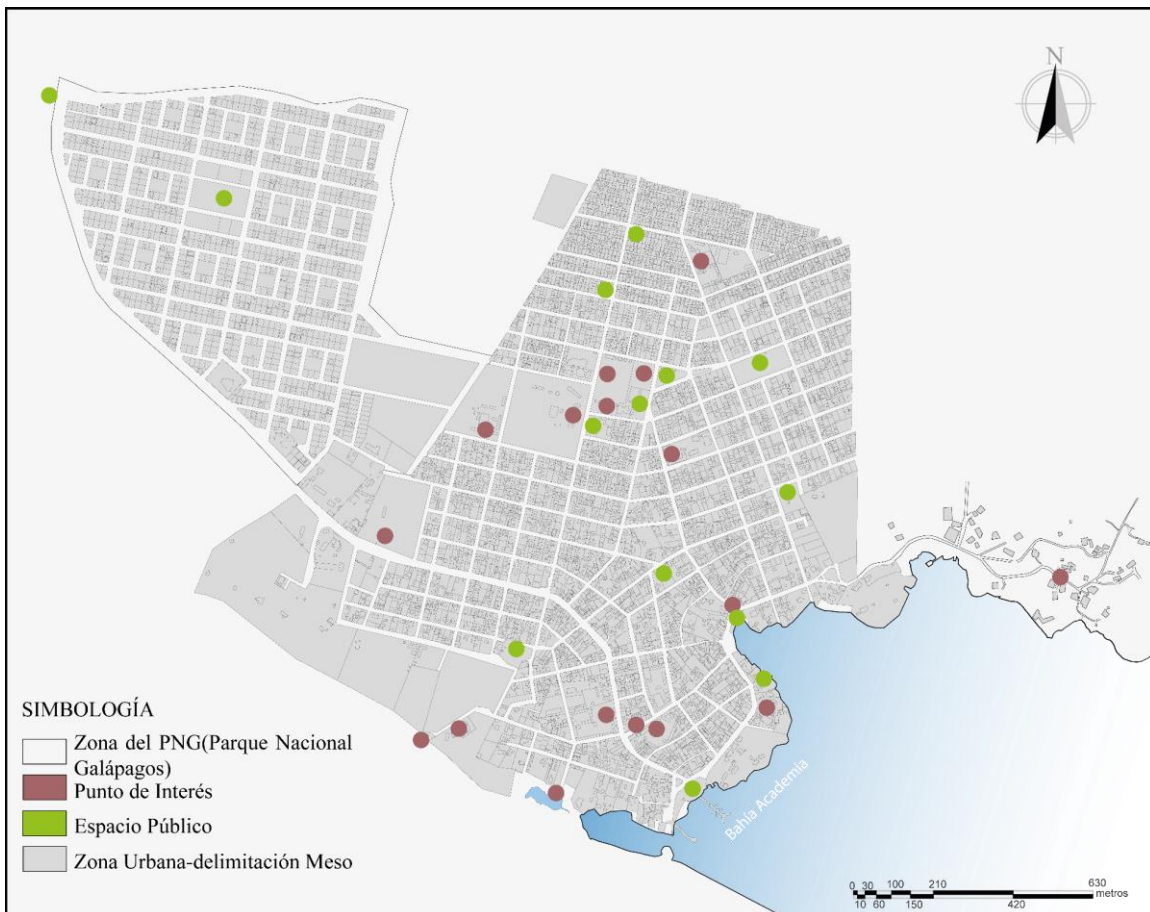 N
SIMBOLOGÍA
Zona del PNG(Parque Nacional
Galápagos)
Punto de Interés
Espacio Público
Zona Urbana-delimitación Meso
Bahía Academia
0 30 100 210 630
metros
10 60 150 420